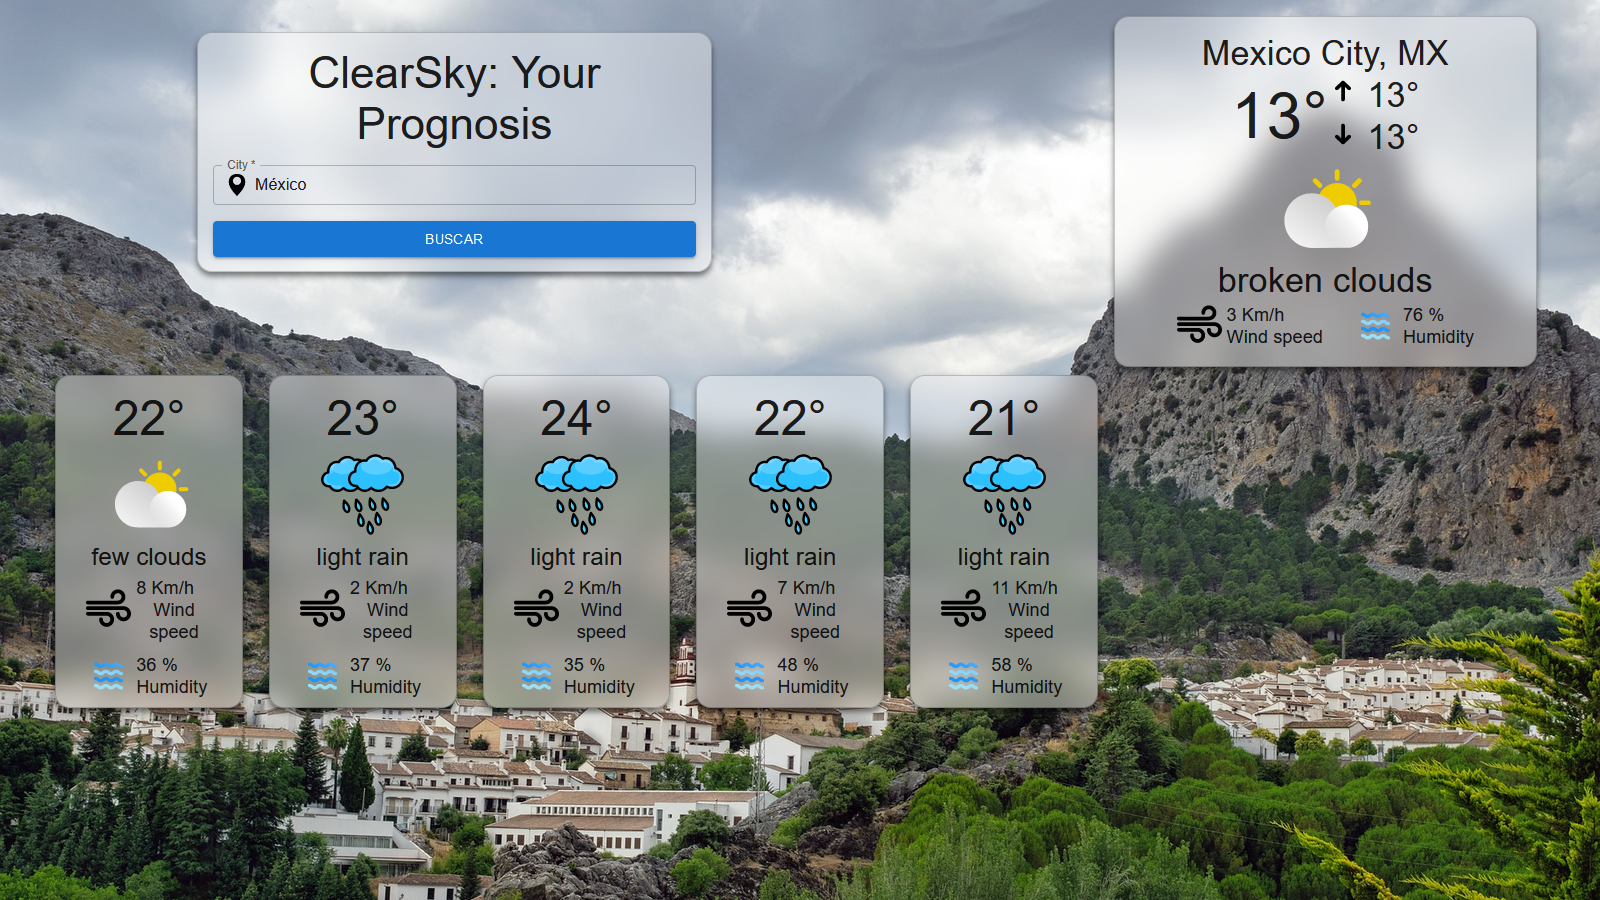 ClearSky: Your
Prognosis
City *
México
BUSCAR
Mexico City, MX
13°
13°
13°
broken clouds
3 Km/h
Wind speed
76 %
Humidity
22°
few clouds
8 Km/h
Wind
speed
36 %
Humidity
23°
light rain
2 Km/h
Wind
speed
37 %
Humidity
24°
light rain
2 Km/h
Wind
speed
35 %
Humidity
22°
light rain
7 Km/h
Wind
speed
48 %
Humidity
21°
light rain
11 Km/h
Wind
speed
58 %
Humidity